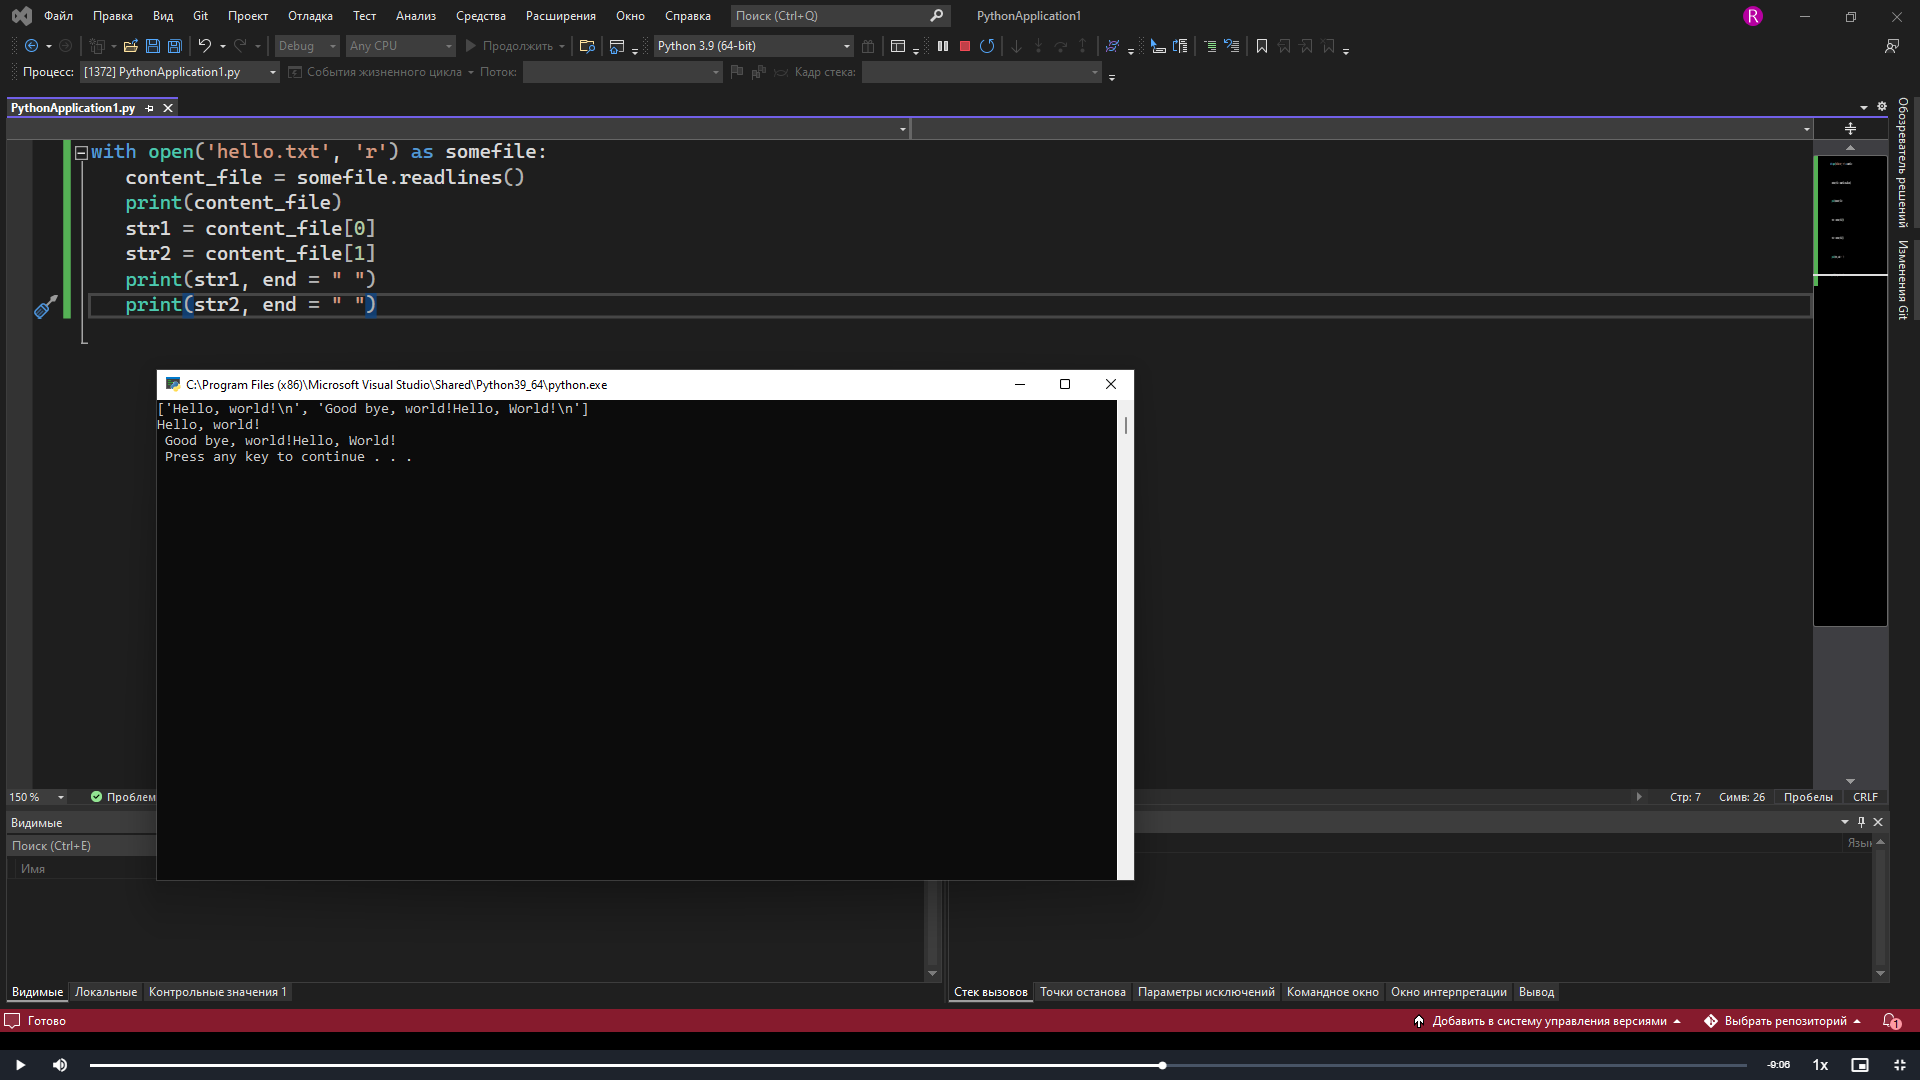 Файл Правка Вид Git Проект Отладка Тест Анализ Средства Расширения Окно Справка Поиск (Ctrl+Q) PythonApplication1 R
Debug Any CPU Продолжить Python 3.9 (64-bit)
Процесс: [1372] PythonApplication1.py События жизненного цикла Поток: Кадр стека:
PythonApplication1.py
with open('hello.txt', 'r') as somefile:
content_file = somefile.readlines()
print(content_file)
str1 = content_file[0]
str2 = content_file[1]
print(str1, end = " ")
print(str2, end = " ")
Обозреватель решений
Изменения Git
C:\Program Files (x86)\Microsoft Visual Studio\Shared\Python39_64\python.exe
['Hello, world!\n', 'Good bye, world!Hello, World!\n']
Hello, world!
Good bye, world!Hello, World!
Press any key to continue . . .
150 % Проблем Стр: 7 Симв: 26 Пробелы CRLF
Видимые
Поиск (Ctrl+E) Язык
Имя
Видимые Локальные Контрольные значения 1 Стек вызовов Точки останова Параметры исключений Командное окно Окно интерпретации Вывод
Готово Добавить в систему управления версиями Выбрать репозиторий 1
-9:06 1x